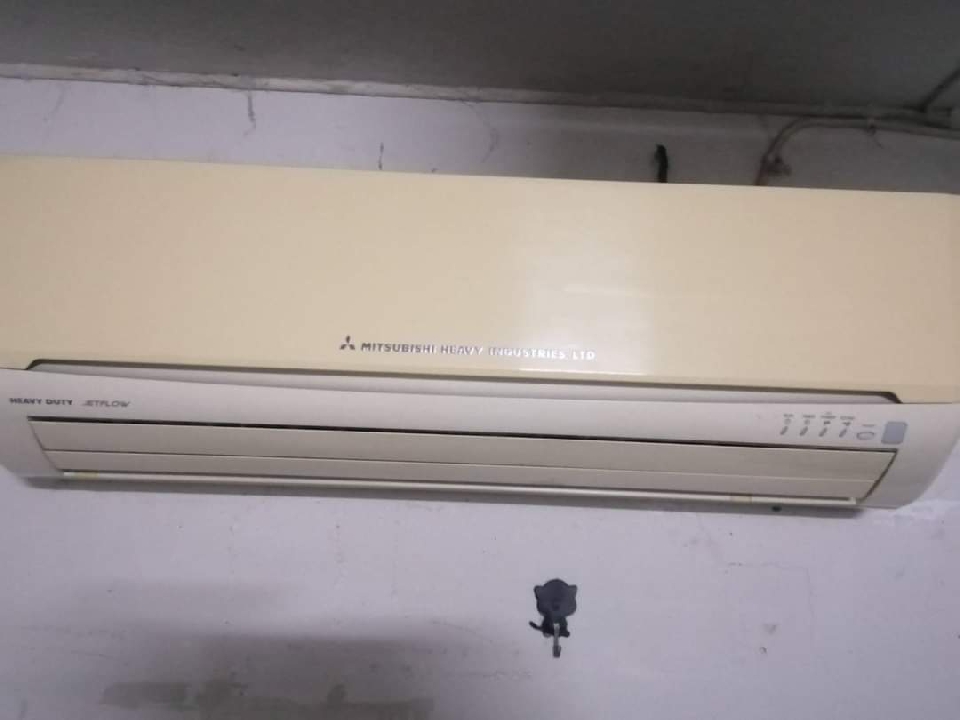 MITSUBISHI HEAVY INDUSTRIES, LTD
HEAVY DUTY JETFLOW